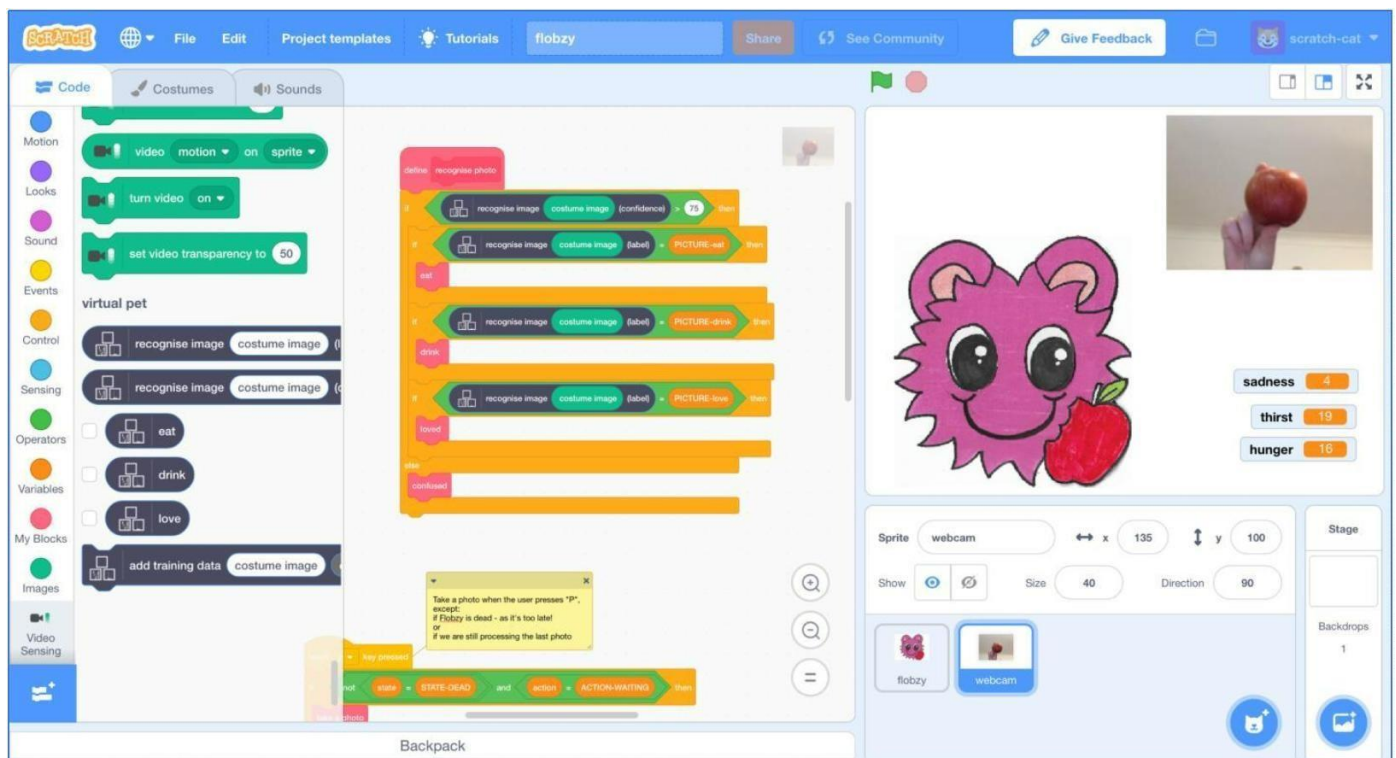 SCRATCH
File Edit Project templates Tutorials flobzy Share See Community Give Feedback scratch-cat
Code Costumes Sounds
Motion
Looks
Sound
Events
Control
Sensing
Operators
Variables
My Blocks
Images
Video
Sensing
video motion on sprite
turn video on
set video transparency to 50
virtual pet
recognise image costume image
recognise image costume image
eat
drink
love
add training data costume image
define recognise photo
if recognise image costume image (confidence) > 75 then
if recognise image costume image (label) = PICTURE-eat then
eat
if recognise image costume image (label) = PICTURE-drink then
drink
if recognise image costume image (label) = PICTURE-love then
loved
else
confused
Take a photo when the user presses "P",
except:
if Flobzy is dead - as it's too late!
or
if we are still processing the last photo
key pressed
not state = STATE-DEAD and action = ACTION-WAITING then
photo
Backpack
sadness 4
thirst 19
hunger 16
Sprite webcam x 135 y 100
Show Size 40 Direction 90
flobzy
webcam
Stage
Backdrops
1